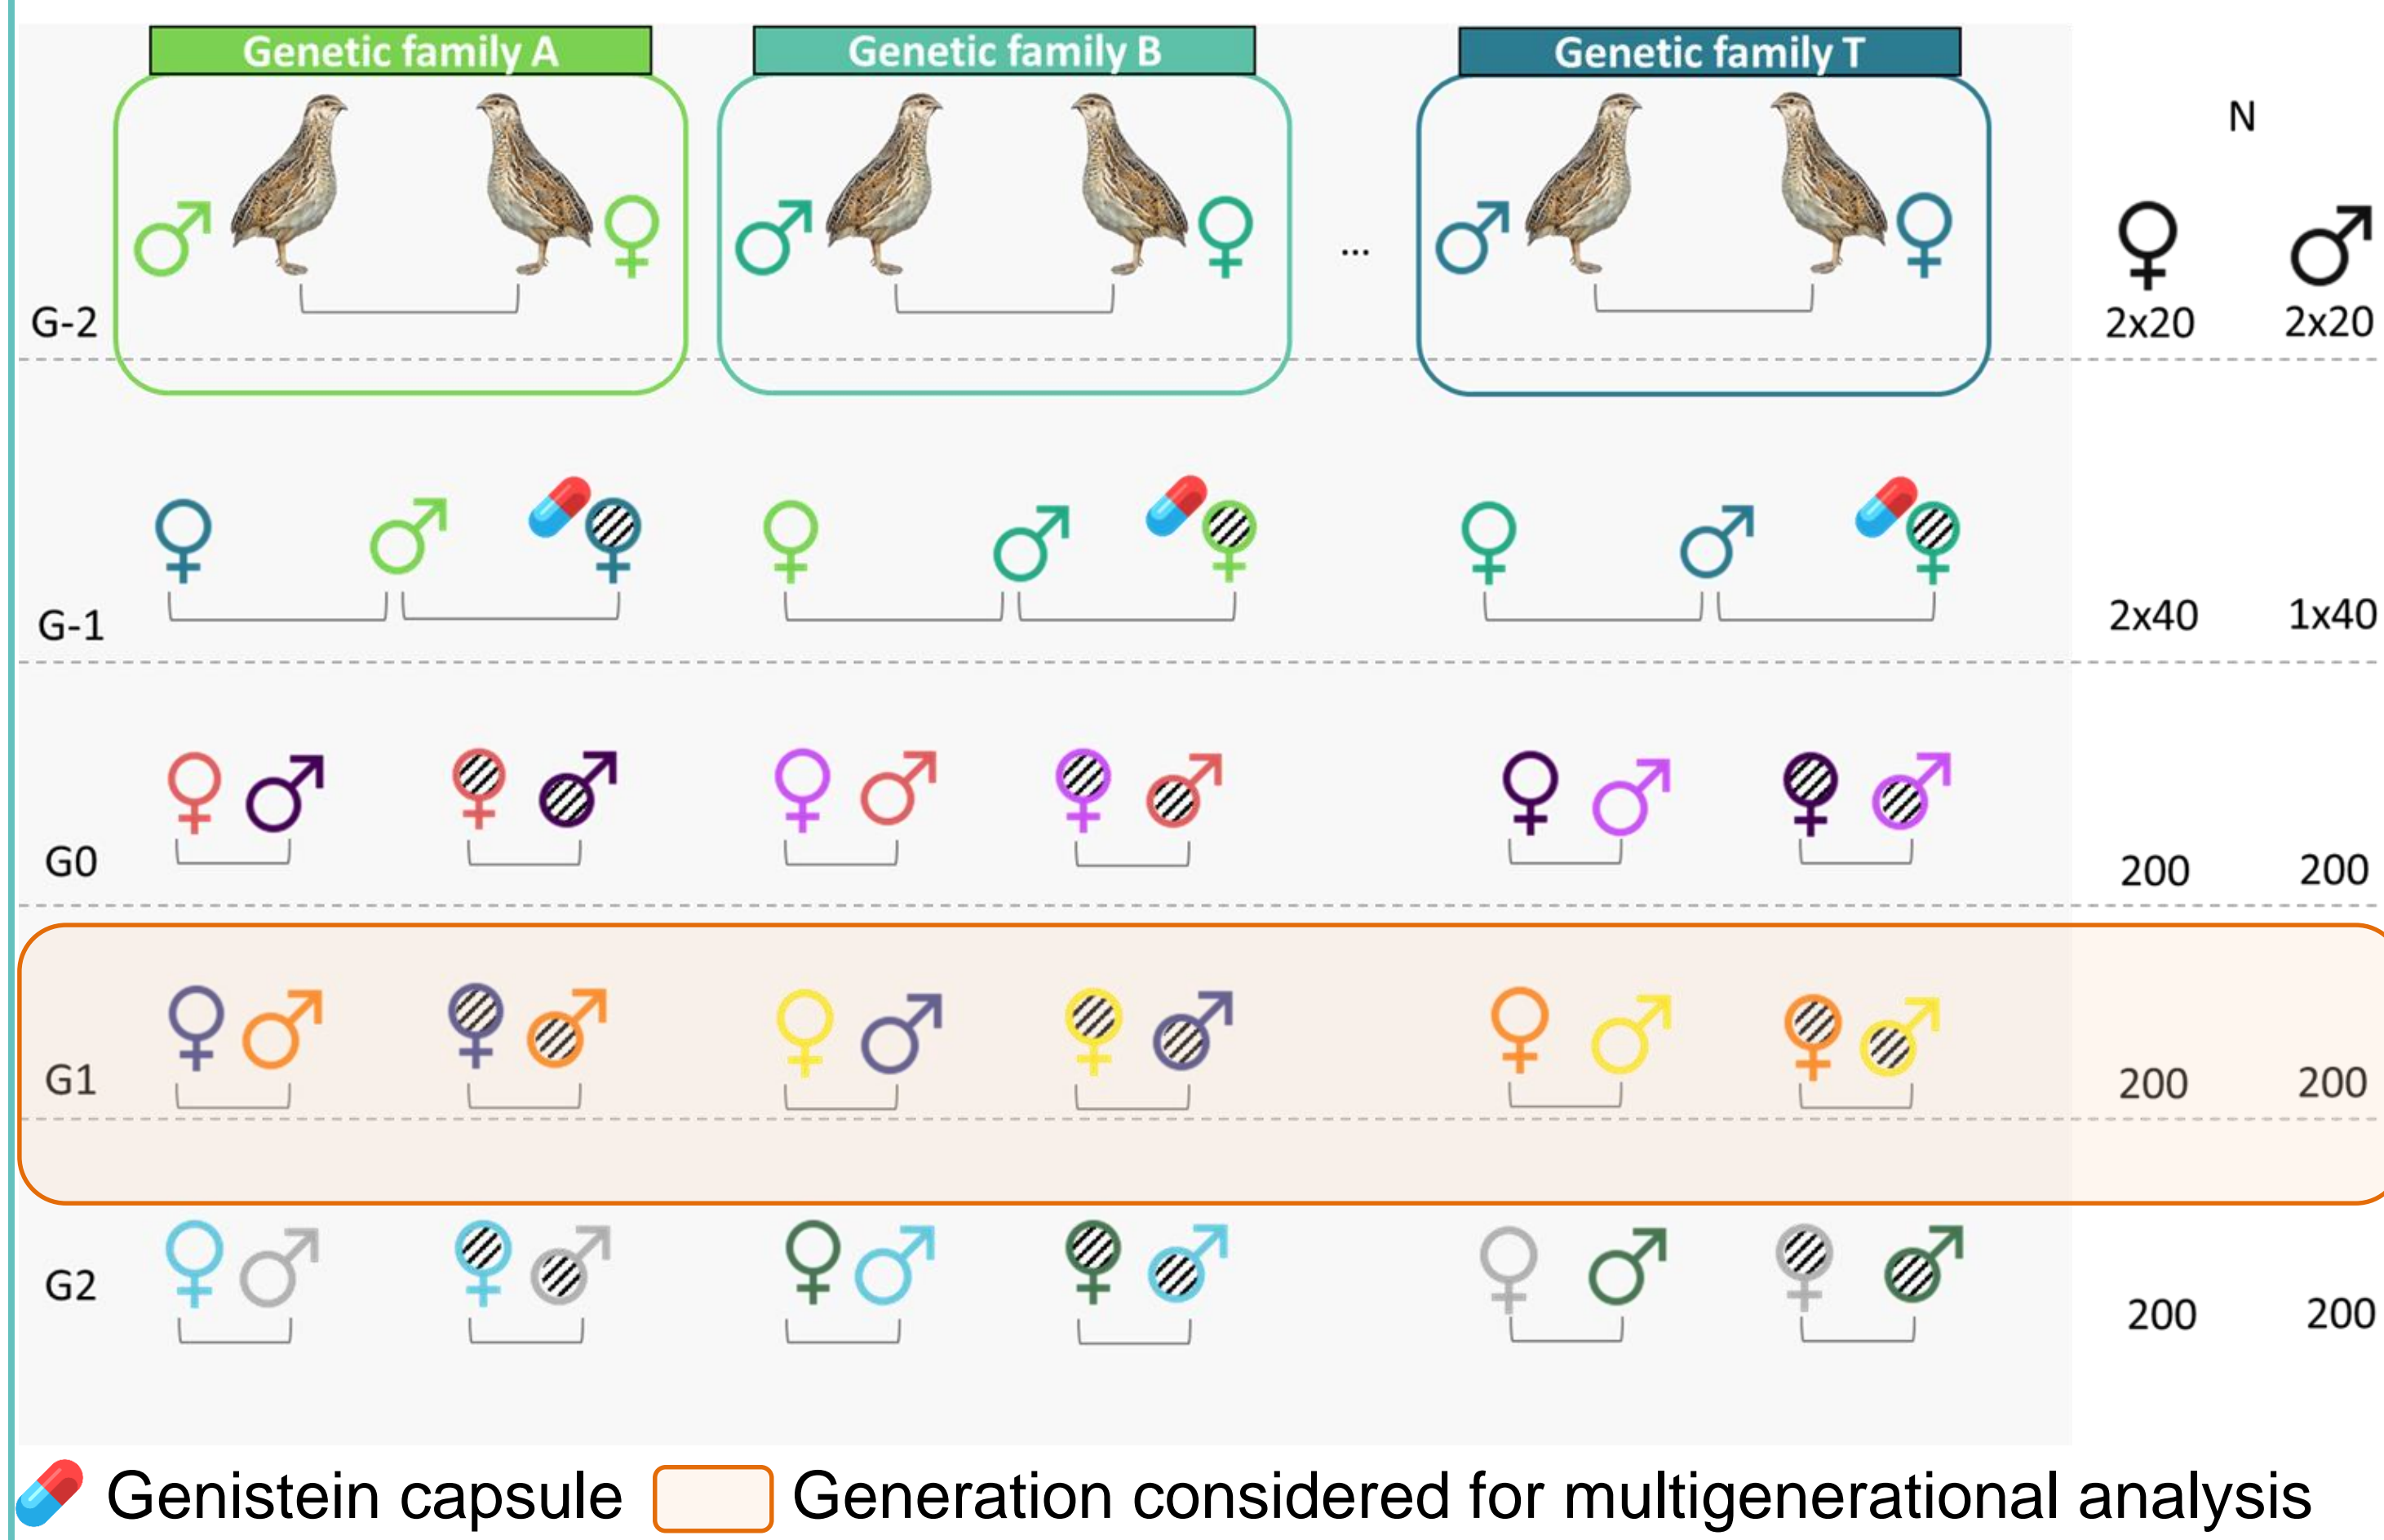 Genetic family A
Genetic family B
Genetic family T
N
...
G-2
2x20
2x20
G-1
2x40
1x40
G0
200
200
G1
200
200
G2
200
200
Genistein capsule
Generation considered for multigenerational analysis